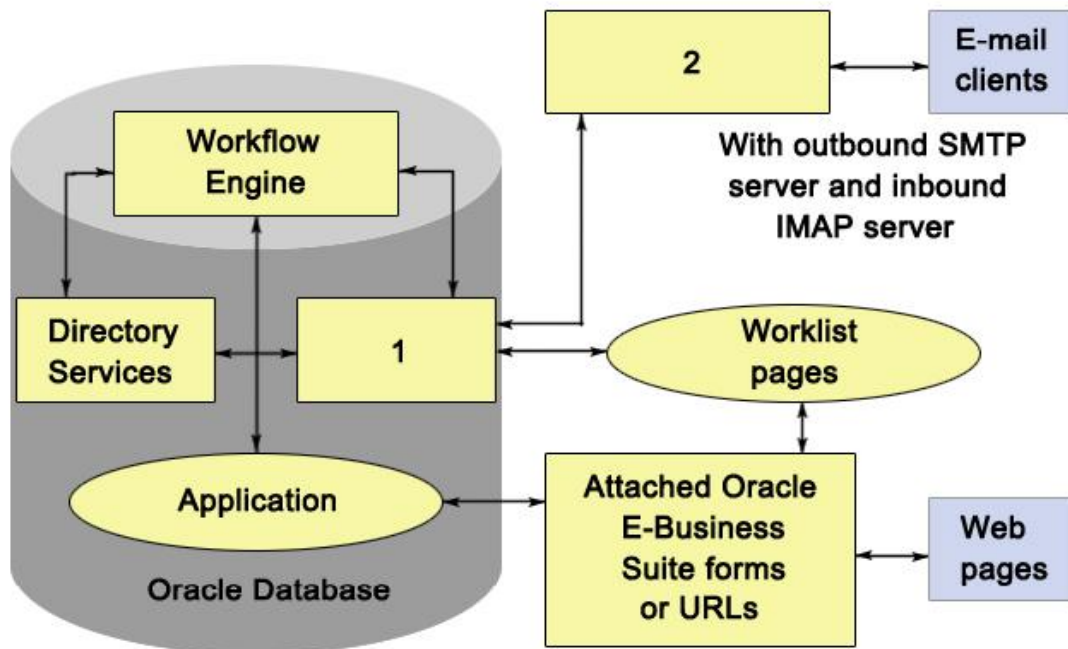 2
E-mail
clients
With outbound SMTP
server and inbound
IMAP server
Workflow
Engine
Directory
Services
1
Worklist
pages
Application
Attached Oracle
E-Business
Suite forms
or URLs
Web
pages
Oracle Database